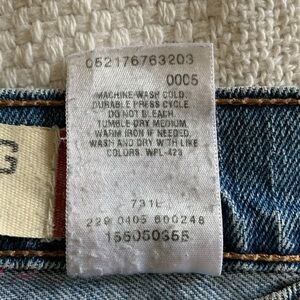 052176763203
0005
MACHINE WASH COLD.
DURABLE PRESS CYCLE.
DO NOT BLEACH.
TUMBLE DRY MEDIUM
WARM IRON IF NEEDED.
WASH AND DRY WITH LIKE
COLORS. WPL-423
731L
229 0405 600248
155050355